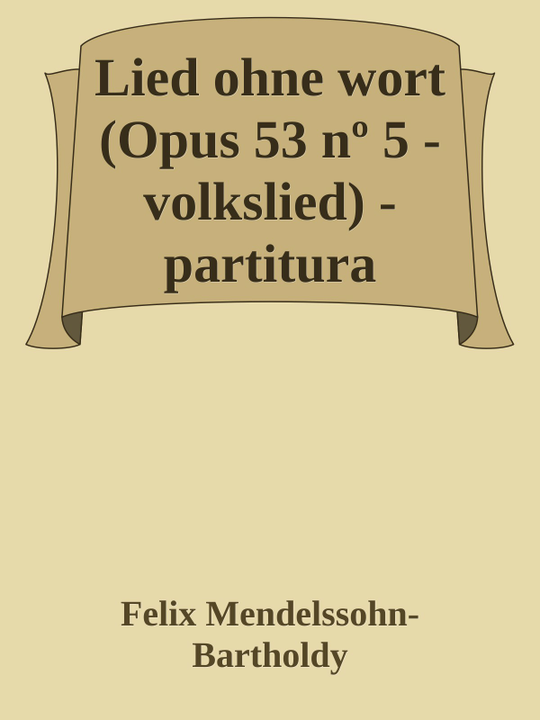 Lied ohne wort
(Opus 53 nº 5 -
volkslied) -
partitura
Felix Mendelssohn-
Bartholdy